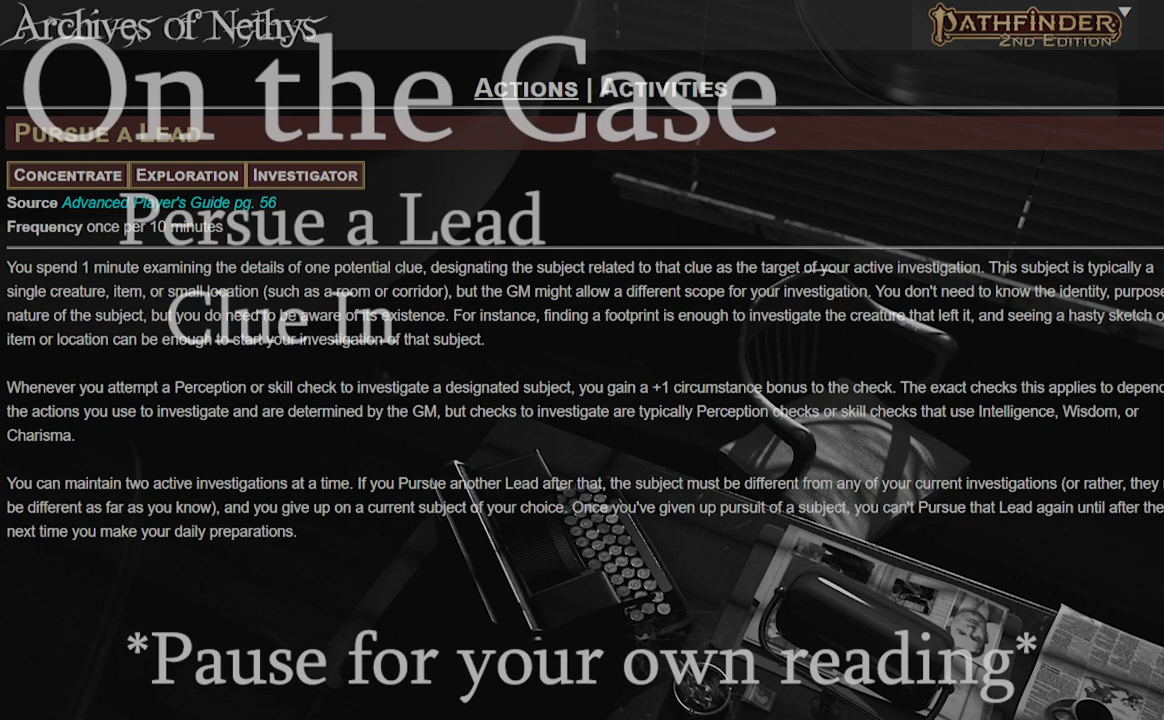 Archives of Nethys
PATHFINDER
2ND EDITION
On the Case
ACTIONS | ACTIVITIES
PURSUE A LEAD
CONCENTRATE EXPLORATION INVESTIGATOR
Source Advanced Player's Guide pg. 56
Persue a Lead
Frequency once per 10 minutes
You spend 1 minute examining the details of one potential clue, designating the subject related to that clue as the target of your active investigation. This subject is typically a
single creature, item, or small location (such as a room or corridor), but the GM might allow a different scope for your investigation. You don't need to know the identity, purpose
Clue In
nature of the subject, but you do need to be aware of its existence. For instance, finding a footprint is enough to investigate the creature that left it, and seeing a hasty sketch o
item or location can be enough to start your investigation of that subject.
Whenever you attempt a Perception or skill check to investigate a designated subject, you gain a +1 circumstance bonus to the check. The exact checks this applies to depend
the actions you use to investigate and are determined by the GM, but checks to investigate are typically Perception checks or skill checks that use Intelligence, Wisdom, or
Charisma.
You can maintain two active investigations at a time. If you Pursue another Lead after that, the subject must be different from any of your current investigations (or rather, they
be different as far as you know), and you give up on a current subject of your choice. Once you've given up pursuit of a subject, you can't Pursue that Lead again until after the
next time you make your daily preparations.
*Pause for your own reading*